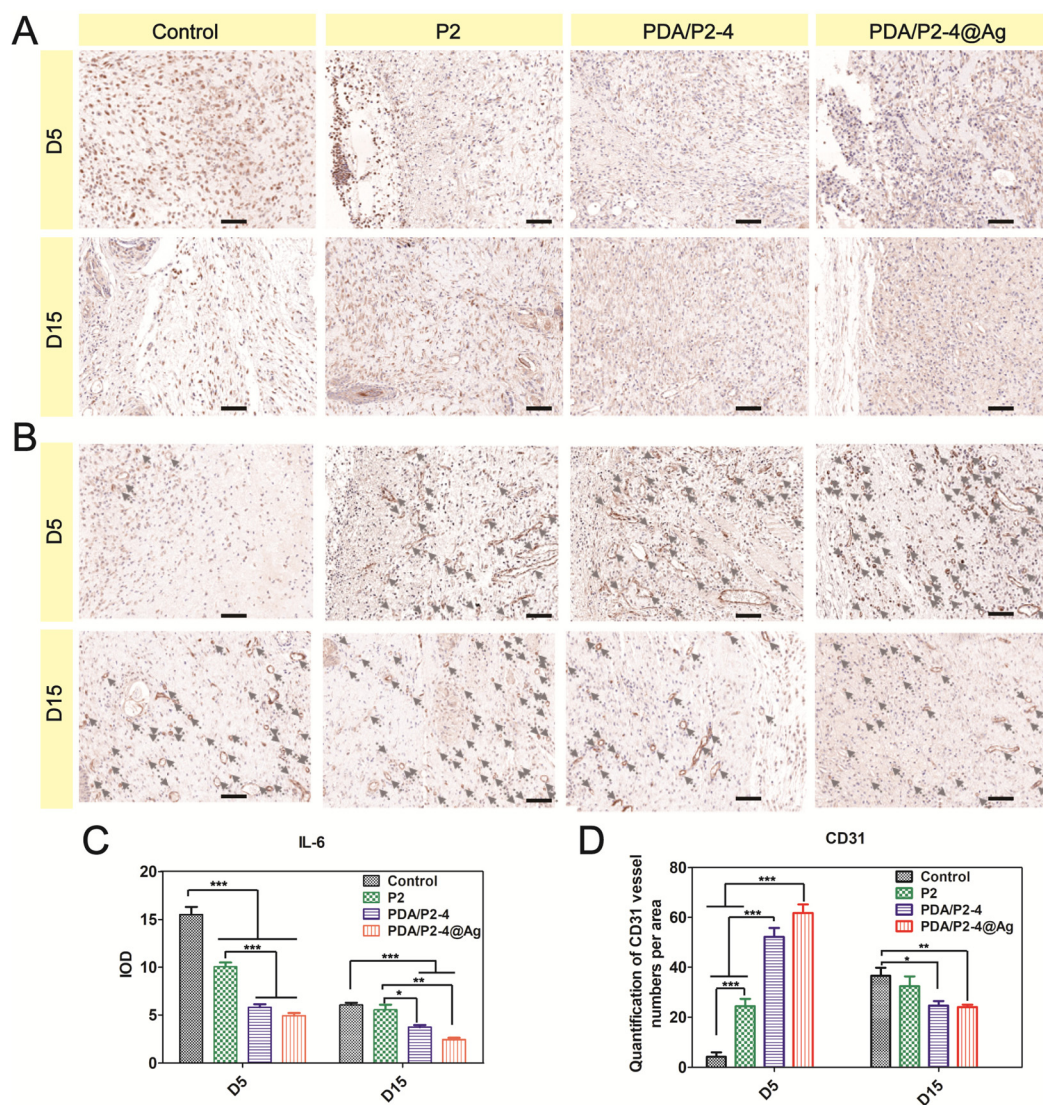 A
Control
P2
PDA/P2-4
PDA/P2-4@Ag
D5
D15
B
D5
D15
C
IL-6
IOD
20
15
10
5
0
***
***
***
**
*
Control
P2
PDA/P2-4
PDA/P2-4@Ag
D5
D15
D
CD31
Quantification of CD31 vessel
numbers per area
80
60
40
20
0
***
***
***
**
*
Control
P2
PDA/P2-4
PDA/P2-4@Ag
D5
D15